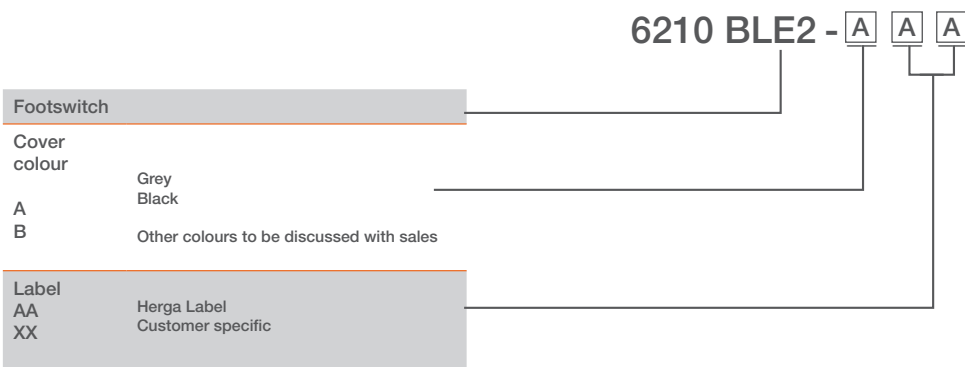 6210 BLE2 - A A A
Footswitch
Cover
colour
Grey
A Black
B Other colours to be discussed with sales
Label
AA Herga Label
XX Customer specific